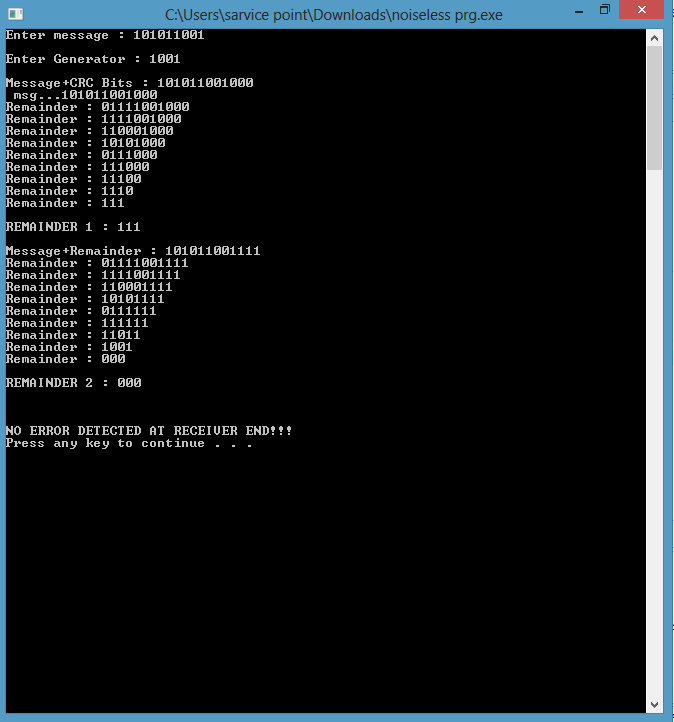 C:\Users\sarvice point\Downloads\noiseless prg.exe
Enter message : 101011001
Enter Generator : 1001
Message+CRC Bits : 101011001000
msg...101011001000
Remainder : 01111001000
Remainder : 1111001000
Remainder : 110001000
Remainder : 10101000
Remainder : 0111000
Remainder : 111000
Remainder : 11100
Remainder : 1110
Remainder : 111
REMAINDER 1 : 111
Message+Remainder : 101011001111
Remainder : 01111001111
Remainder : 1111001111
Remainder : 110001111
Remainder : 10101111
Remainder : 0111111
Remainder : 111111
Remainder : 11011
Remainder : 1001
Remainder : 000
REMAINDER 2 : 000
NO ERROR DETECTED AT RECEIVER END!!!
Press any key to continue . . .